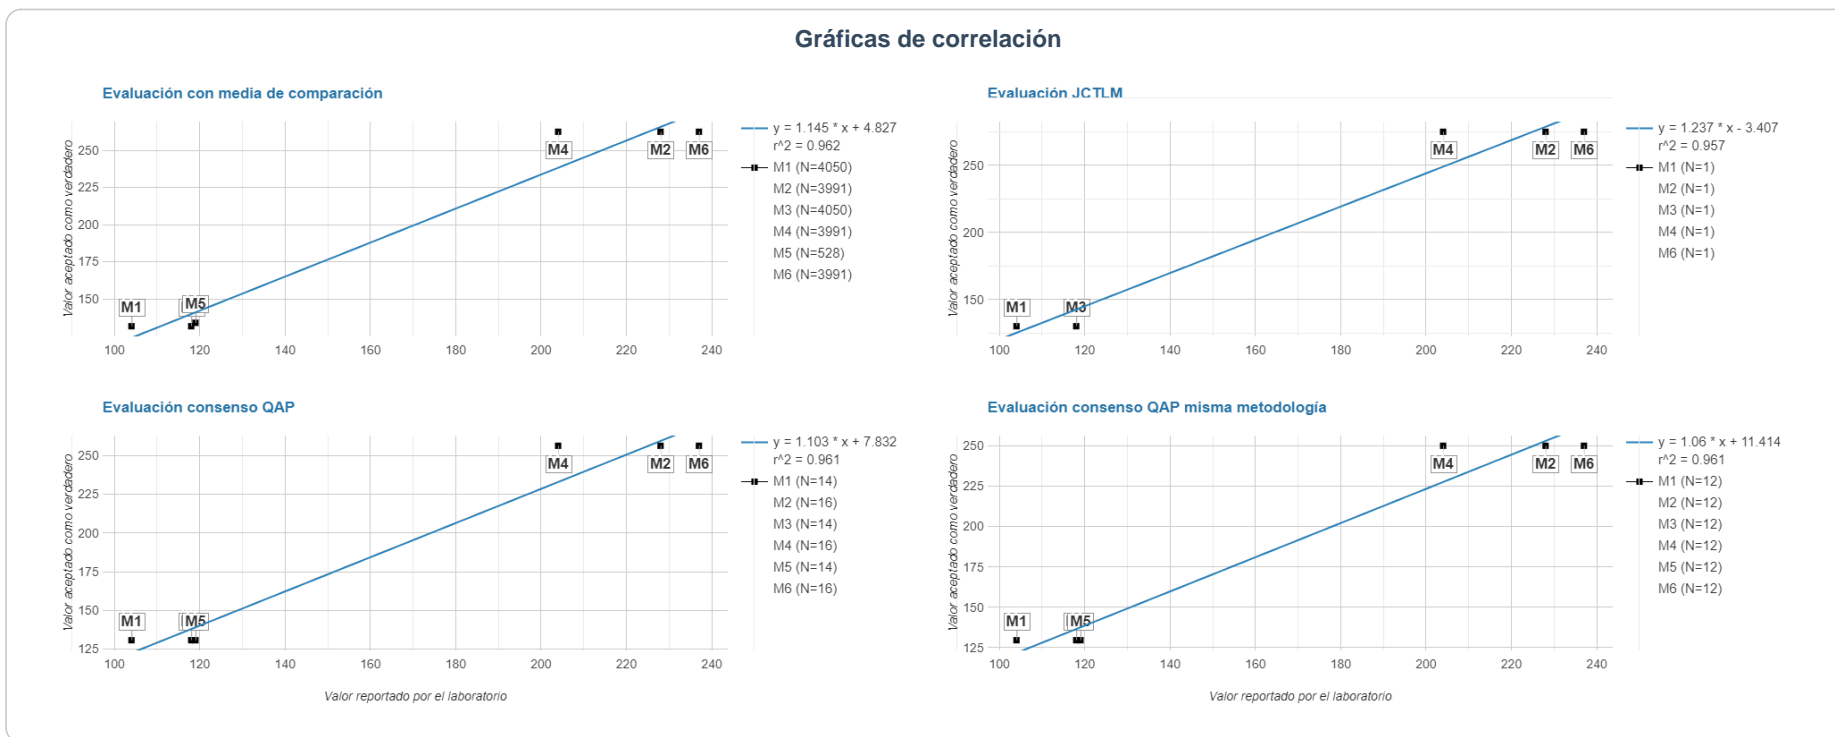 Gráficas de correlación
Evaluación con media de comparación
Valor aceptado como verdadero
250
225
200
175
150
100 120 140 160 180 200 220 240
M1
M5
M4
M2
M6
y = 1.145 * x + 4.827
r^2 = 0.962
M1 (N=4050)
M2 (N=3991)
M3 (N=4050)
M4 (N=3991)
M5 (N=528)
M6 (N=3991)
Evaluación JCTLM
Valor aceptado como verdadero
250
200
150
100 120 140 160 180 200 220 240
M1
M3
M4
M2
M6
y = 1.237 * x - 3.407
r^2 = 0.957
M1 (N=1)
M2 (N=1)
M3 (N=1)
M4 (N=1)
M6 (N=1)
Evaluación consenso QAP
Valor aceptado como verdadero
250
225
200
175
150
125
100 120 140 160 180 200 220 240
M1
M5
M4
M2
M6
Valor reportado por el laboratorio
y = 1.103 * x + 7.832
r^2 = 0.961
M1 (N=14)
M2 (N=16)
M3 (N=14)
M4 (N=16)
M5 (N=14)
M6 (N=16)
Evaluación consenso QAP misma metodología
Valor aceptado como verdadero
250
225
200
175
150
125
100 120 140 160 180 200 220 240
M1
M5
M4
M2
M6
Valor reportado por el laboratorio
y = 1.06 * x + 11.414
r^2 = 0.961
M1 (N=12)
M2 (N=12)
M3 (N=12)
M4 (N=12)
M5 (N=12)
M6 (N=12)